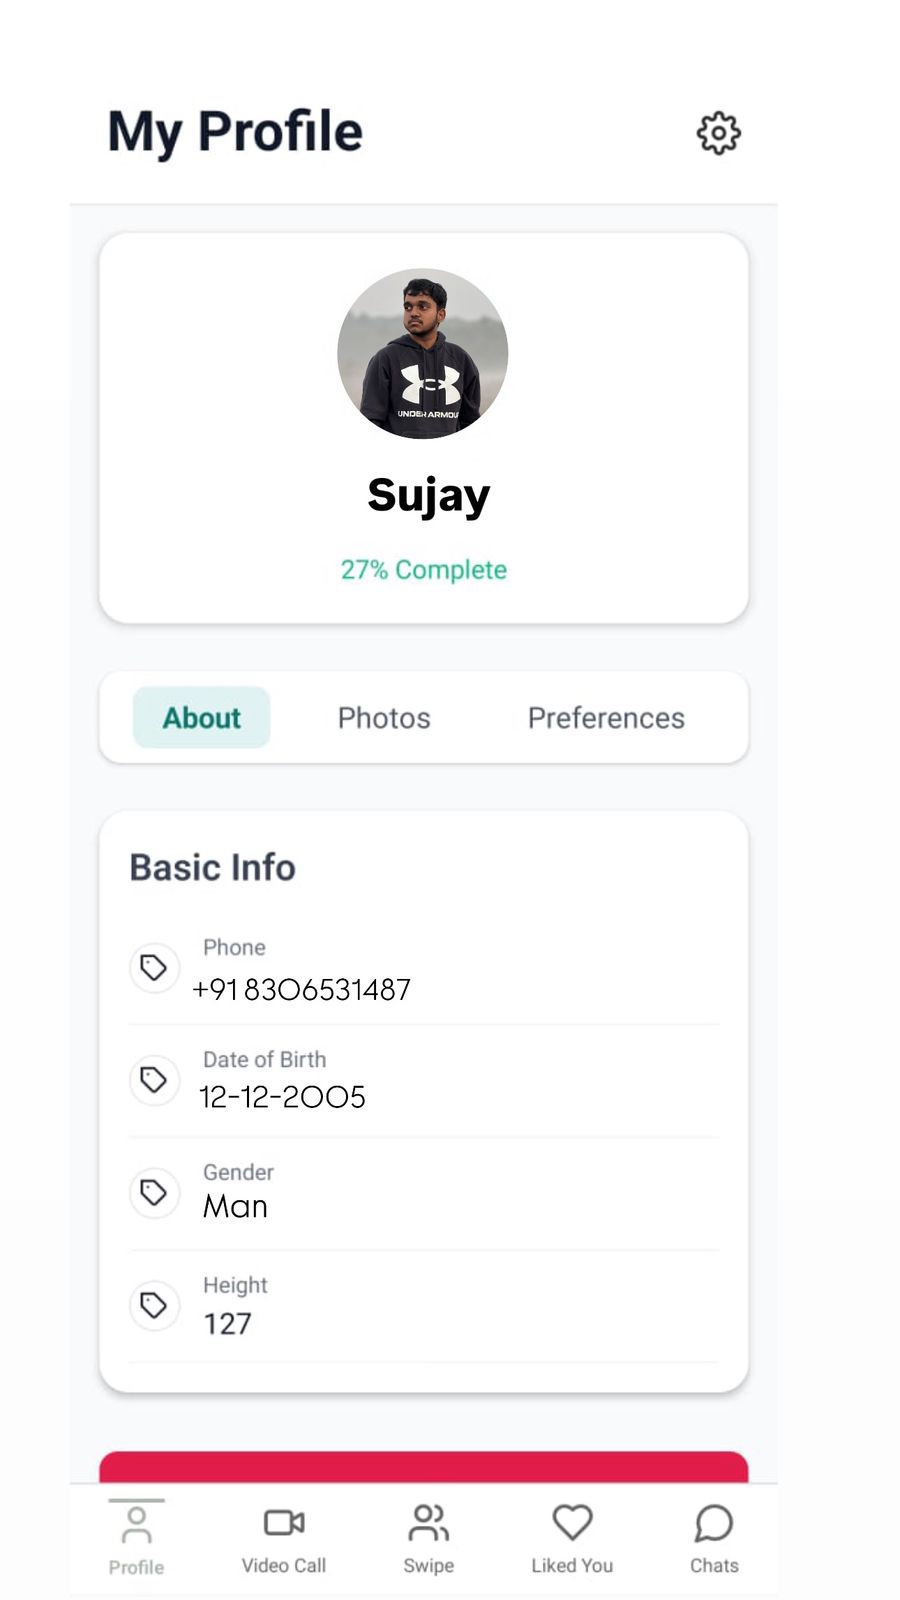 My Profile
UNDER ARMOU
Sujay
27% Complete
About Photos Preferences
Basic Info
Phone
+91 8306531487
Date of Birth
12-12-2005
Gender
Man
Height
127
Profile Video Call Swipe Liked You Chats